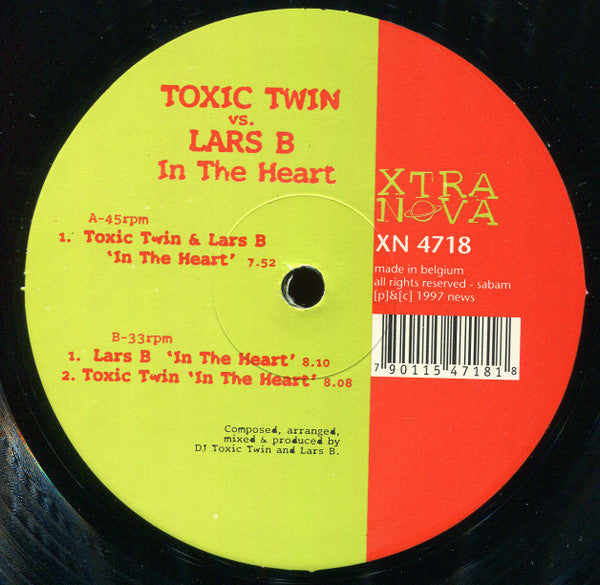 TOXIC TWIN
vs.
LARS B
In The Heart
A-45rpm
1. Toxic Twin & Lars B
'In The Heart' 7.52
B-33rpm
1. Lars B 'In The Heart' 8.10
2. Toxic Twin 'In The Heart' 8.08
Composed, arranged,
mixed & produced by
DJ Toxic Twin and Lars B.
XTRA
NOVA
XN 4718
made in belgium
all rights reserved - sabam
[p]&[c] 1997 news
7 90115 47181 8